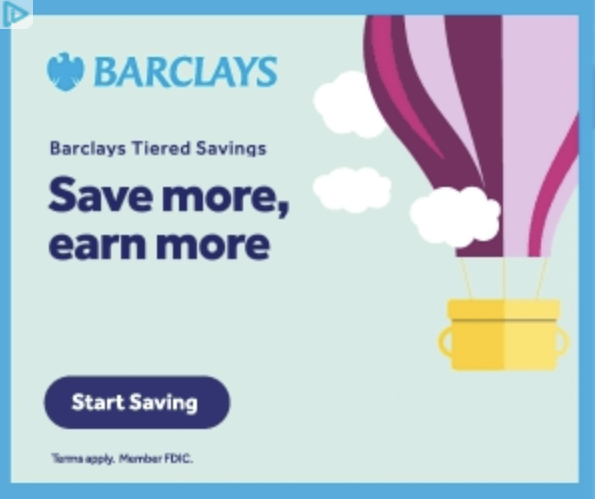 BARCLAYS
Barclays Tiered Savings
Save more,
earn more
Start Saving
Terms apply. Member FDIC.